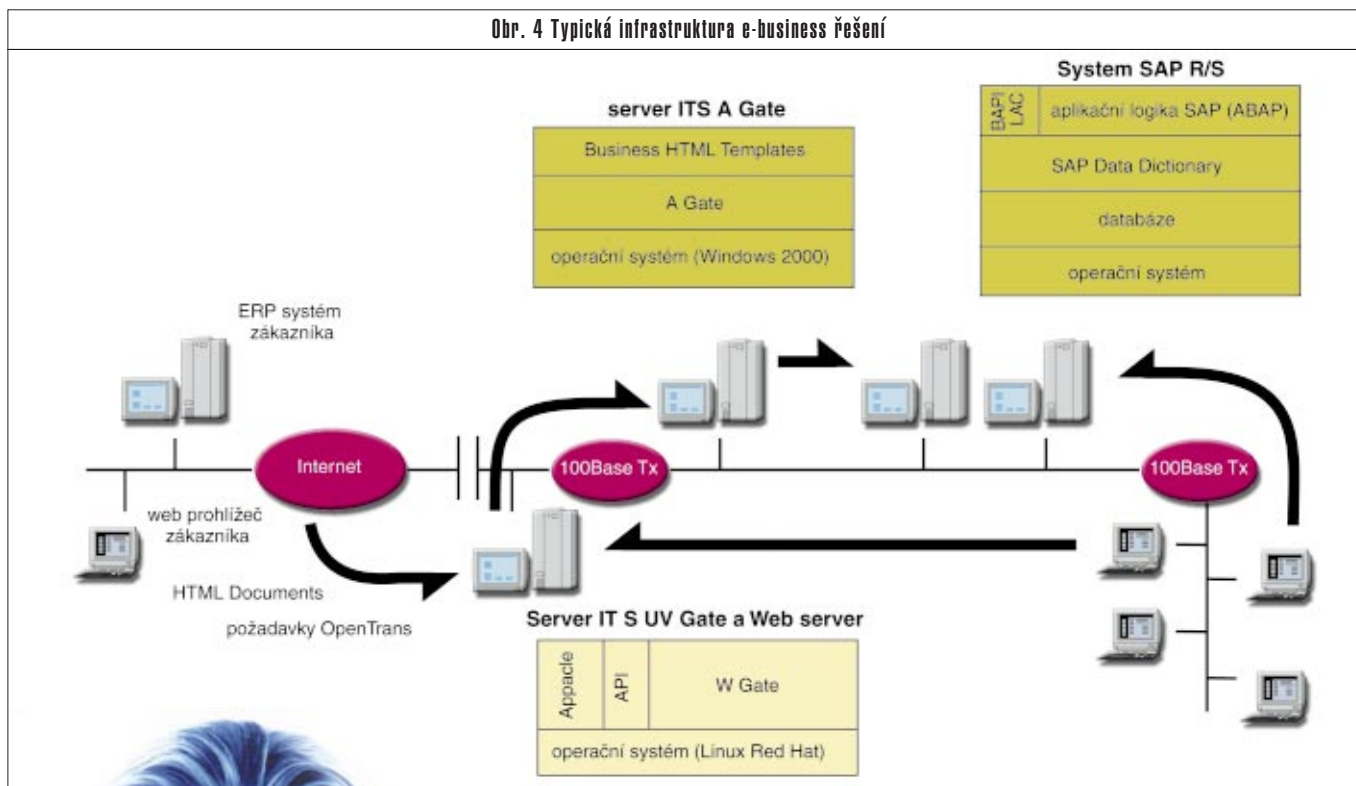 Obr. 4 Typická infrastruktura e-business řešení
System SAP R/S
BAPI
LAC
aplikační logika SAP (ABAP)
SAP Data Dictionary
databáze
operační systém
server ITS A Gate
Business HTML Templates
A Gate
operační systém (Windows 2000)
ERP systém
zákazníka
Internet
100Base Tx
100Base Tx
web prohlížeč
zákazníka
HTML Documents
požadavky OpenTrans
Server IT S UV Gate a Web server
Appacle
API
W Gate
operační systém (Linux Red Hat)